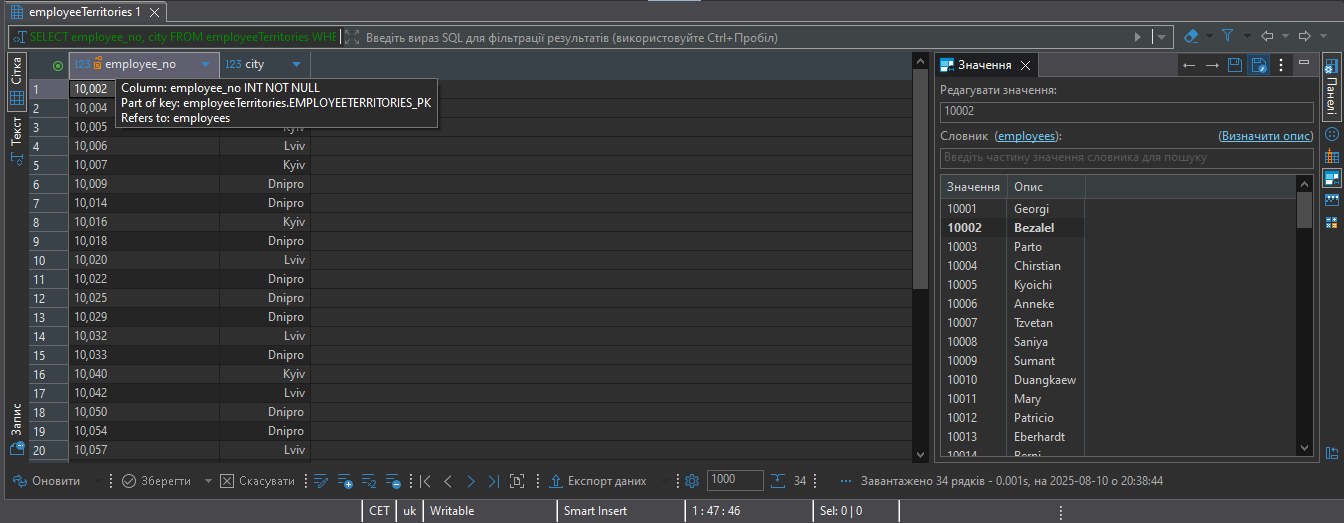 employeeTerritories 1
SELECT employee_no, city FROM employeeTerritories WHE
Введіть вираз SQL для фільтрації результатів (використовуйте Ctrl+Пробіл)
Сітка
Текст
Запис
123 employee_no 123 city
1 10,002
2 10,004
3 10,005 Kyiv
4 10,006 Lviv
5 10,007 Kyiv
6 10,009 Dnipro
7 10,014 Dnipro
8 10,016 Kyiv
9 10,018 Dnipro
10 10,020 Lviv
11 10,022 Dnipro
12 10,025 Dnipro
13 10,029 Dnipro
14 10,032 Lviv
15 10,033 Dnipro
16 10,040 Kyiv
17 10,042 Lviv
18 10,050 Dnipro
19 10,054 Dnipro
20 10,057 Lviv
Column: employee_no INT NOT NULL
Part of key: employeeTerritories.EMPLOYEETERRITORIES_PK
Refers to: employees
Значення
Редагувати значення:
10002
Словник (employees): (Визначити опис)
Введіть частину значення словника для пошуку
Значення Опис
10001 Georgi
10002 Bezalel
10003 Parto
10004 Chirstian
10005 Kyoichi
10006 Anneke
10007 Tzvetan
10008 Saniya
10009 Sumant
10010 Duangkaew
10011 Mary
10012 Patricio
10013 Eberhardt
10014 Berni
Панелі
Оновити Зберегти Скасувати Експорт даних 1000 34 ··· Завантажено 34 рядків - 0.001s, на 2025-08-10 о 20:38:44
CET uk Writable Smart Insert 1 : 47 : 46 Sel: 0 | 0